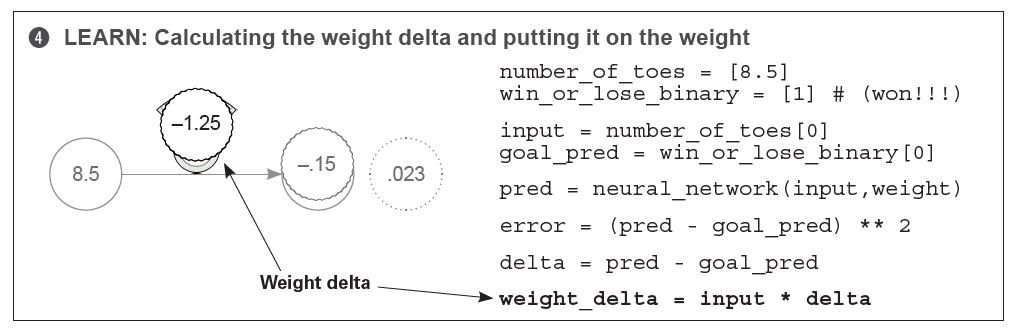 4 LEARN: Calculating the weight delta and putting it on the weight
number_of_toes = [8.5]
win_or_lose_binary = [1] # (won!!!)
input = number_of_toes[0]
goal_pred = win_or_lose_binary[0]
pred = neural_network(input,weight)
error = (pred - goal_pred) ** 2
delta = pred - goal_pred
weight_delta = input * delta
8.5
–1.25
–.15
.023
Weight delta